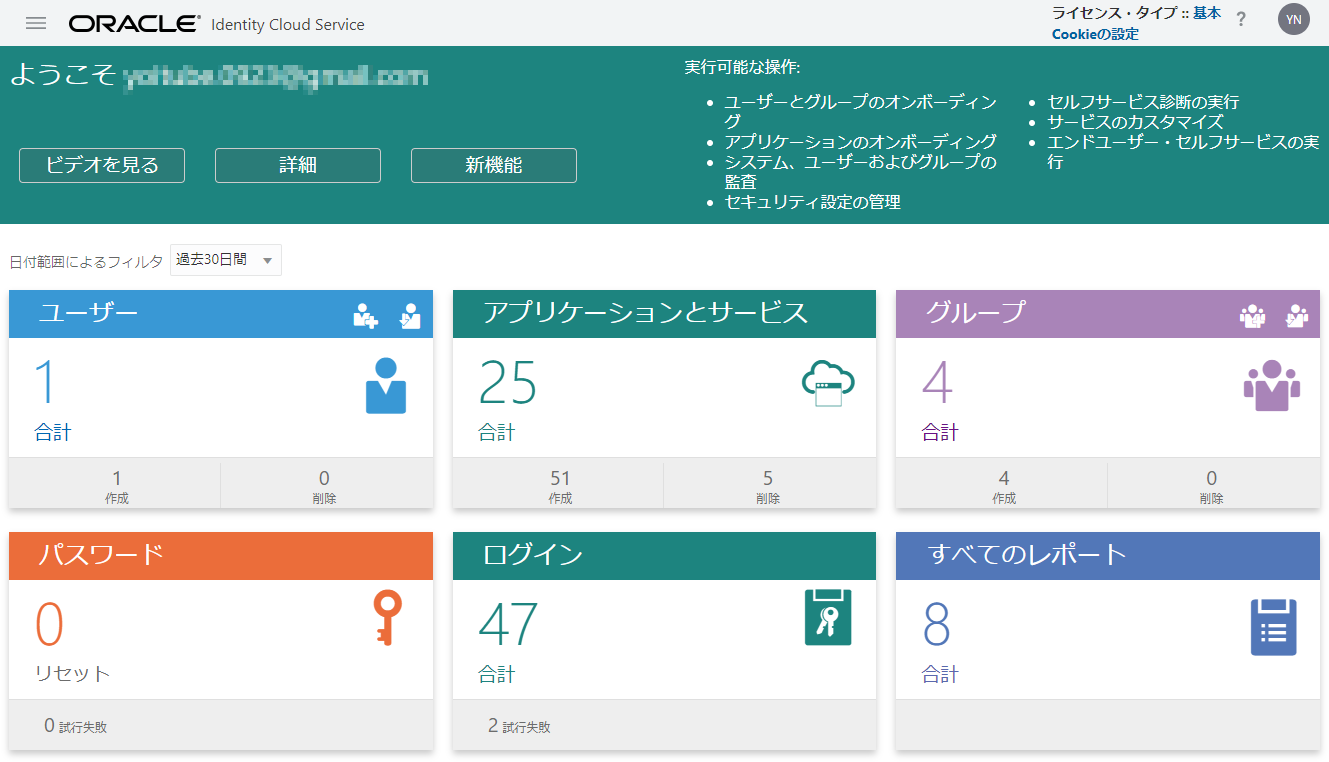 ORACLE® Identity Cloud Service
ライセンス・タイプ :: 基本
Cookieの設定
?
YN
ようこそ
ビデオを見る
詳細
新機能
実行可能な操作:
• ユーザーとグループのオンボーディン
グ
• アプリケーションのオンボーディング
• システム、ユーザーおよびグループの
監査
• セキュリティ設定の管理
• セルフサービス診断の実行
• サービスのカスタマイズ
• エンドユーザー・セルフサービスの実
行
日付範囲によるフィルタ 過去30日間
ユーザー
1
合計
1
作成
0
削除
アプリケーションとサービス
25
合計
51
作成
5
削除
グループ
4
合計
4
作成
0
削除
パスワード
0
リセット
0 試行失敗
ログイン
47
合計
2 試行失敗
すべてのレポート
8
合計